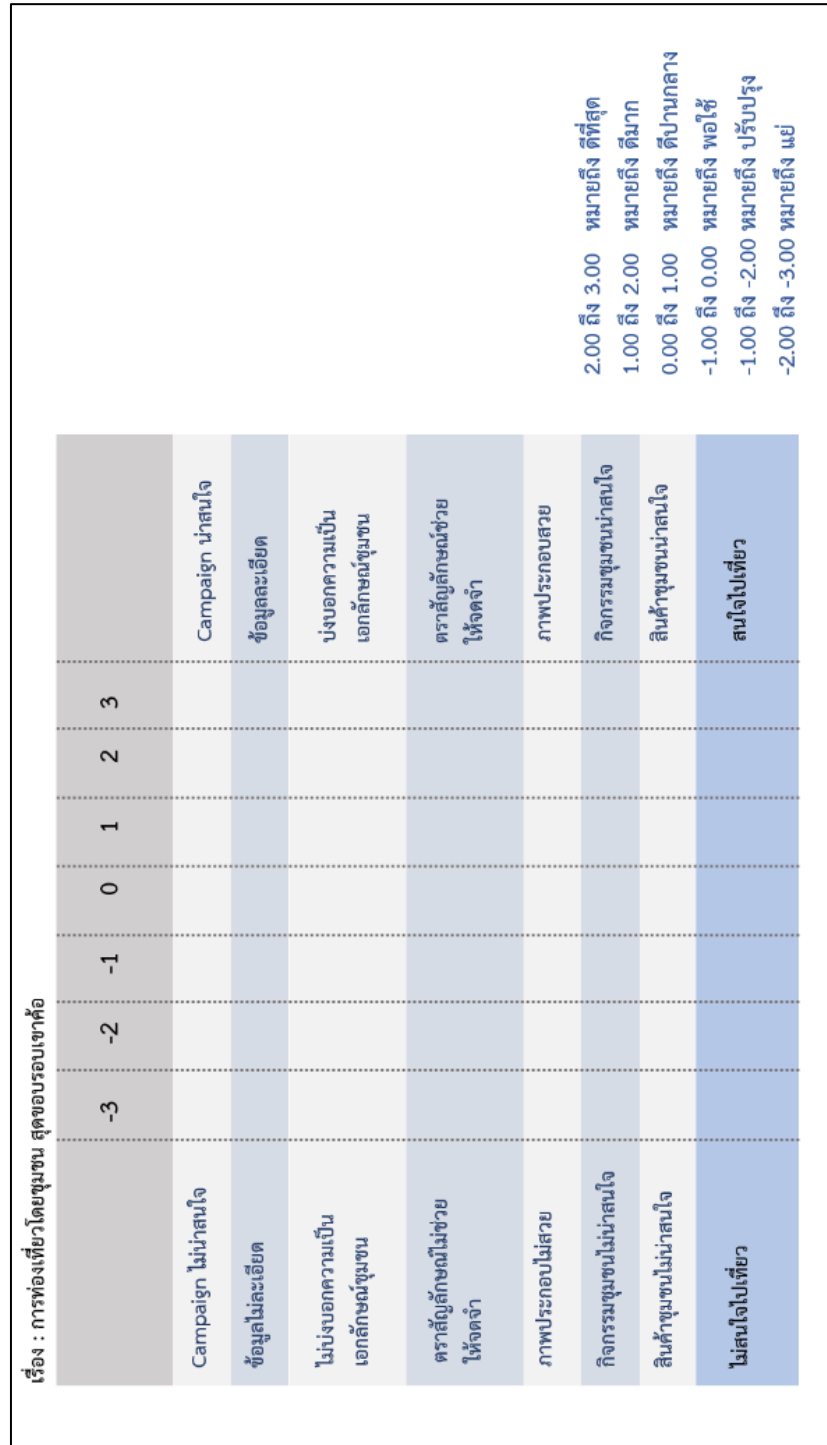 เรื่อง : การท่องเที่ยวโดยชุมชน สุดขอบรอบเขาค้อ
-3 -2 -1 0 1 2 3
Campaign ไม่น่าสนใจ Campaign น่าสนใจ
ข้อมูลไม่ละเอียด ข้อมูลละเอียด
ไม่บ่งบอกความเป็น บ่งบอกความเป็น
เอกลักษณ์ชุมชน เอกลักษณ์ชุมชน
ตราสัญลักษณ์ไม่ช่วย ตราสัญลักษณ์ช่วย
ให้จดจำ ให้จดจำ
ภาพประกอบไม่สวย ภาพประกอบสวย
กิจกรรมชุมชนไม่น่าสนใจ กิจกรรมชุมชนน่าสนใจ
สินค้าชุมชนไม่น่าสนใจ สินค้าชุมชนน่าสนใจ
ไม่สนใจไปเที่ยว สนใจไปเที่ยว
2.00 ถึง 3.00 หมายถึง ดีที่สุด
1.00 ถึง 2.00 หมายถึง ดีมาก
0.00 ถึง 1.00 หมายถึง ดีปานกลาง
-1.00 ถึง 0.00 หมายถึง พอใช้
-1.00 ถึง -2.00 หมายถึง ปรับปรุง
-2.00 ถึง -3.00 หมายถึง แย่